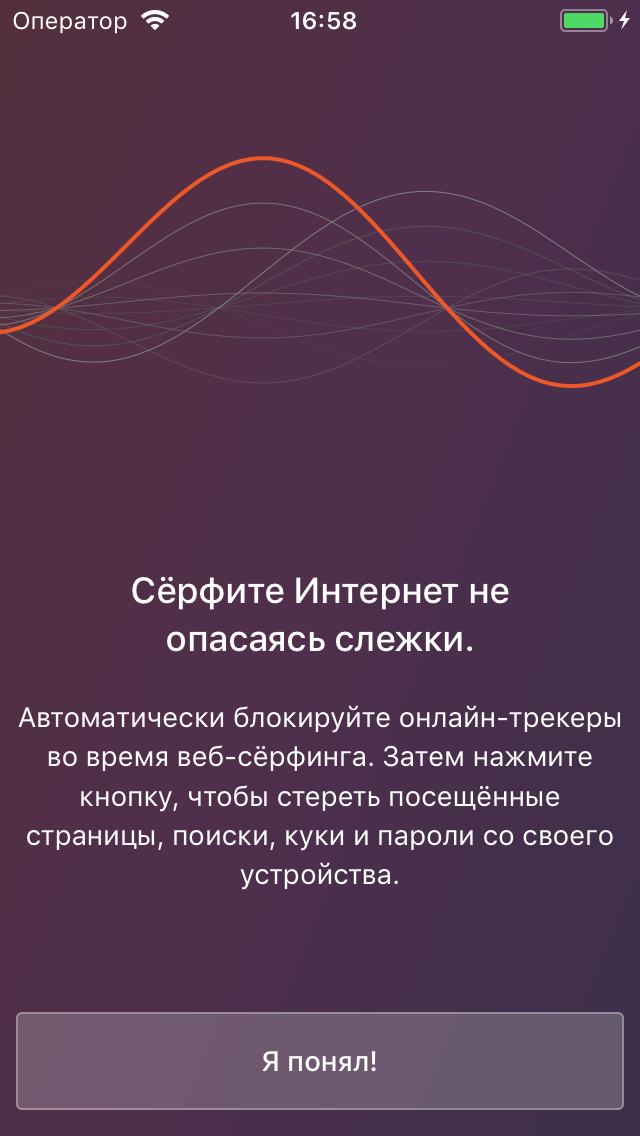 Оператор 16:58
Сёрфите Интернет не
опасаясь слежки.
Автоматически блокируйте онлайн-трекеры
во время веб-сёрфинга. Затем нажмите
кнопку, чтобы стереть посещённые
страницы, поиски, куки и пароли со своего
устройства.
Я понял!